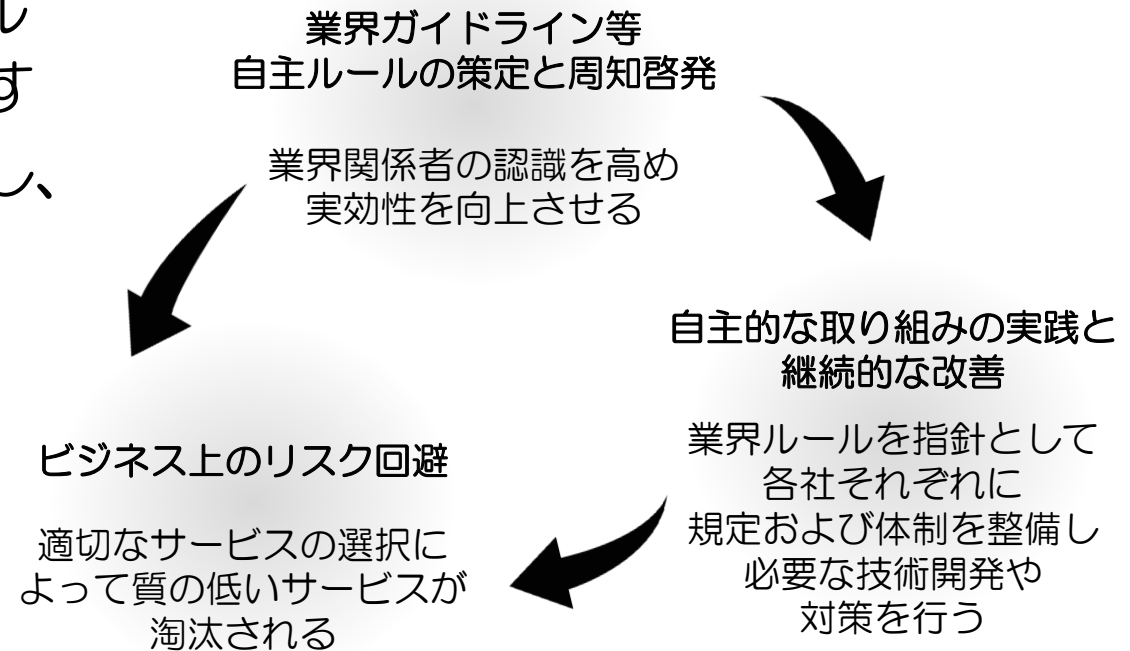 ル
す
し、
業界ガイドライン等
自主ルールの策定と周知啓発
業界関係者の認識を高め
実効性を向上させる
自主的な取り組みの実践と
継続的な改善
業界ルールを指針として
各社それぞれに
規定および体制を整備し
必要な技術開発や
対策を行う
ビジネス上のリスク回避
適切なサービスの選択に
よって質の低いサービスが
淘汰される